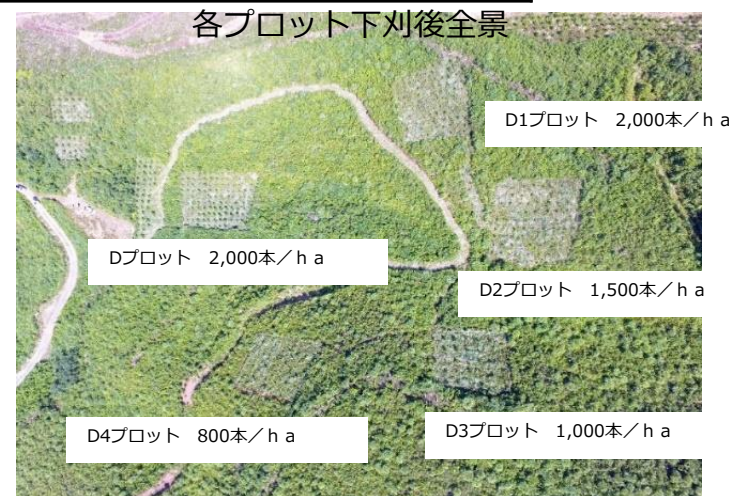 各プロット下刈後全景
D1プロット　2,000本／ｈａ
Dプロット　2,000本／ｈａ
D2プロット　1,500本／ｈａ
D4プロット　800本／ｈａ
D3プロット　1,000本／ｈａ